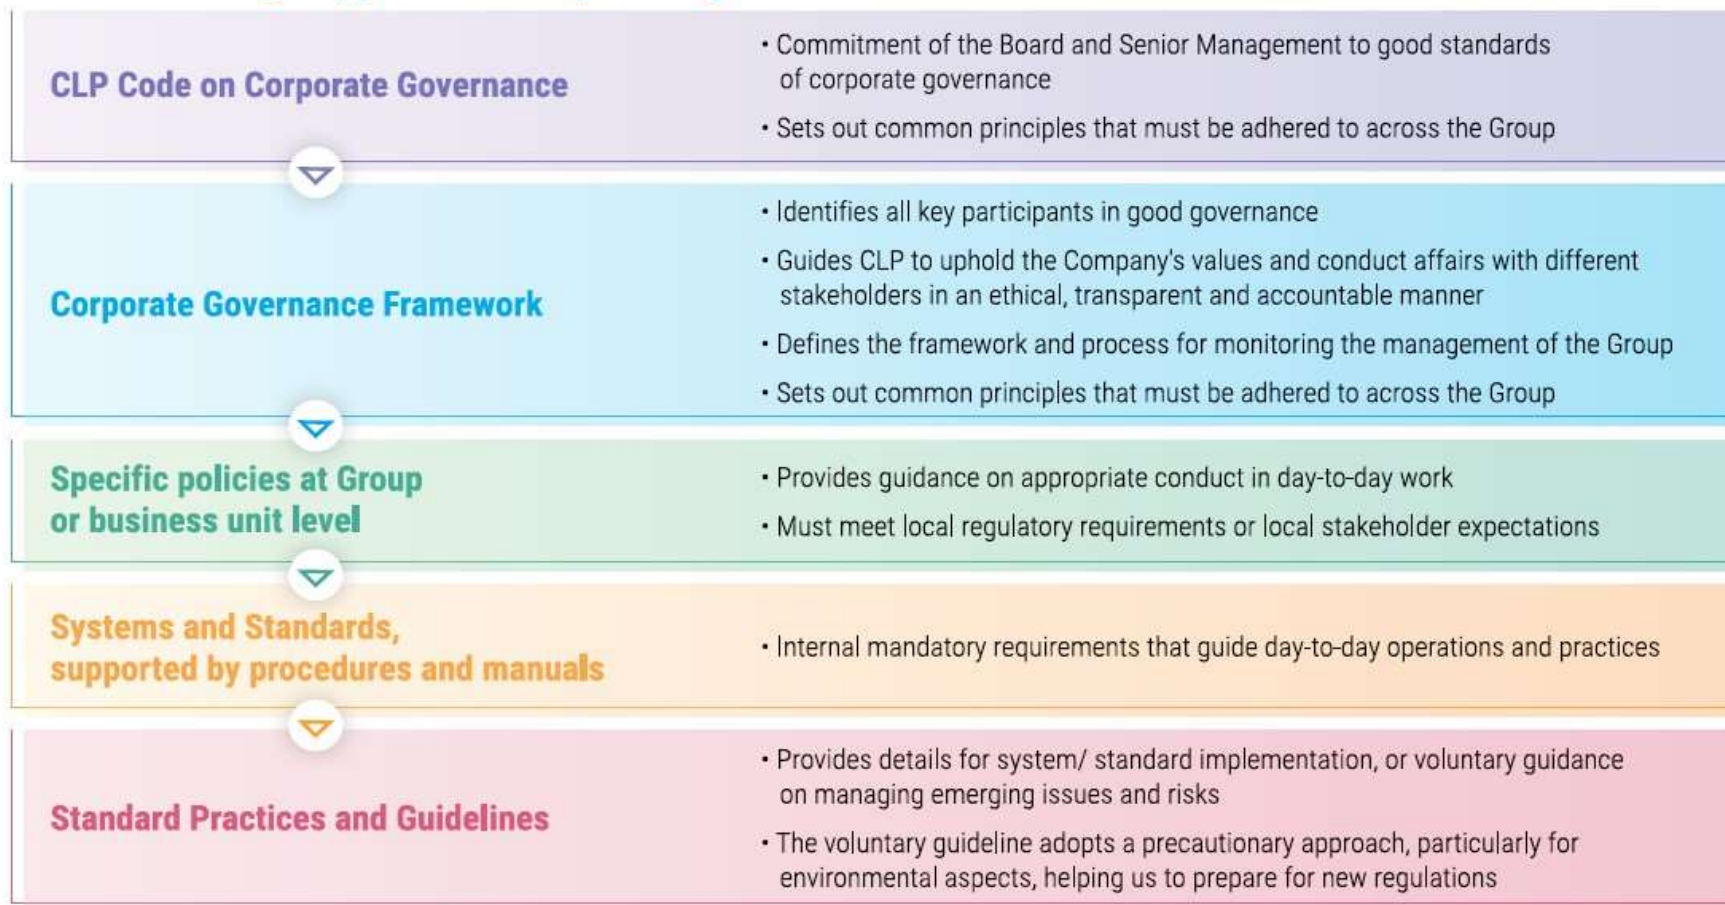 CLP Code on Corporate Governance
• Commitment of the Board and Senior Management to good standards
of corporate governance
• Sets out common principles that must be adhered to across the Group
Corporate Governance Framework
• Identifies all key participants in good governance
• Guides CLP to uphold the Company's values and conduct affairs with different
stakeholders in an ethical, transparent and accountable manner
• Defines the framework and process for monitoring the management of the Group
• Sets out common principles that must be adhered to across the Group
Specific policies at Group
or business unit level
• Provides guidance on appropriate conduct in day-to-day work
• Must meet local regulatory requirements or local stakeholder expectations
Systems and Standards,
supported by procedures and manuals
• Internal mandatory requirements that guide day-to-day operations and practices
Standard Practices and Guidelines
• Provides details for system/ standard implementation, or voluntary guidance
on managing emerging issues and risks
• The voluntary guideline adopts a precautionary approach, particularly for
environmental aspects, helping us to prepare for new regulations